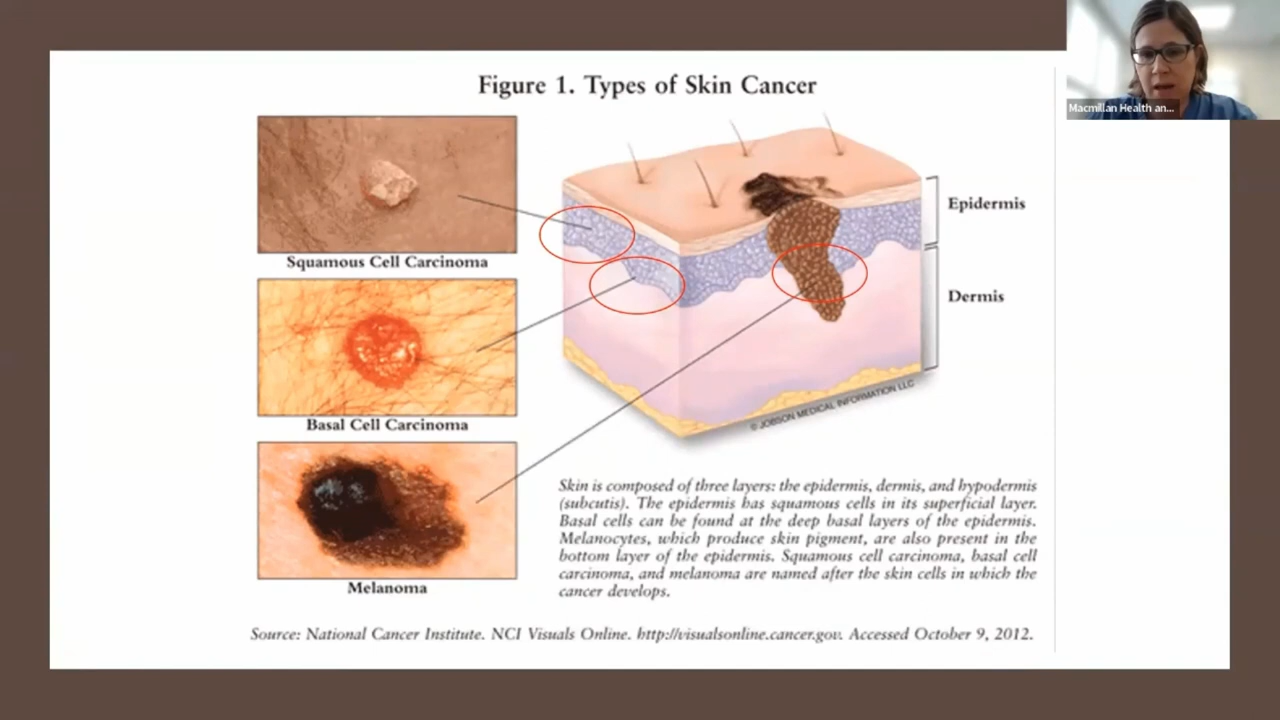 Figure 1. Types of Skin Cancer
Macmillan Health an...
Squamous Cell Carcinoma
Basal Cell Carcinoma
Melanoma
Epidermis
Dermis
© JOBSON MEDICAL INFORMATION LLC
Skin is composed of three layers: the epidermis, dermis, and hypodermis
(subcutis). The epidermis has squamous cells in its superficial layer.
Basal cells can be found at the deep basal layers of the epidermis.
Melanocytes, which produce skin pigment, are also present in the
bottom layer of the epidermis. Squamous cell carcinoma, basal cell
carcinoma, and melanoma are named after the skin cells in which the
cancer develops.
Source: National Cancer Institute. NCI Visuals Online. http://visualsonline.cancer.gov. Accessed October 9, 2012.